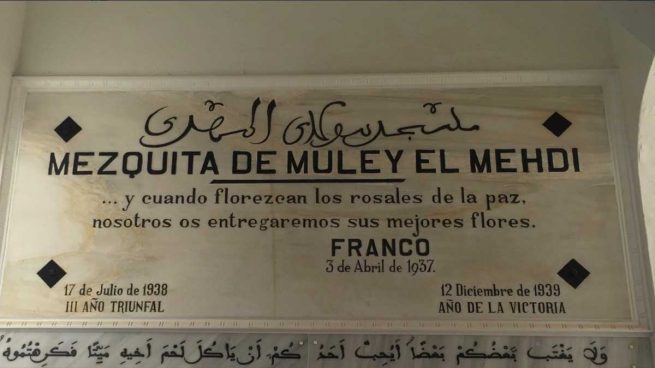 مسجد مولاي المهدي
MEZQUITA DE MULEY EL MEHDI
... y cuando florezcan los rosales de la paz,
nosotros os entregaremos sus mejores flores.
FRANCO
3 de Abril de 1937.
17 de Julio de 1938
III AÑO TRIUNFAL
12 Diciembre de 1939
AÑO DE LA VICTORIA
وَلَا يَغْتَب بَّعْضُكُم بَعْضًا أَيُحِبُّ أَحَدُكُمْ أَن يَاكُلَ لَحْمَ أَخِيهِ مَيِّتًا فَكَرِهْتُمُوهُ